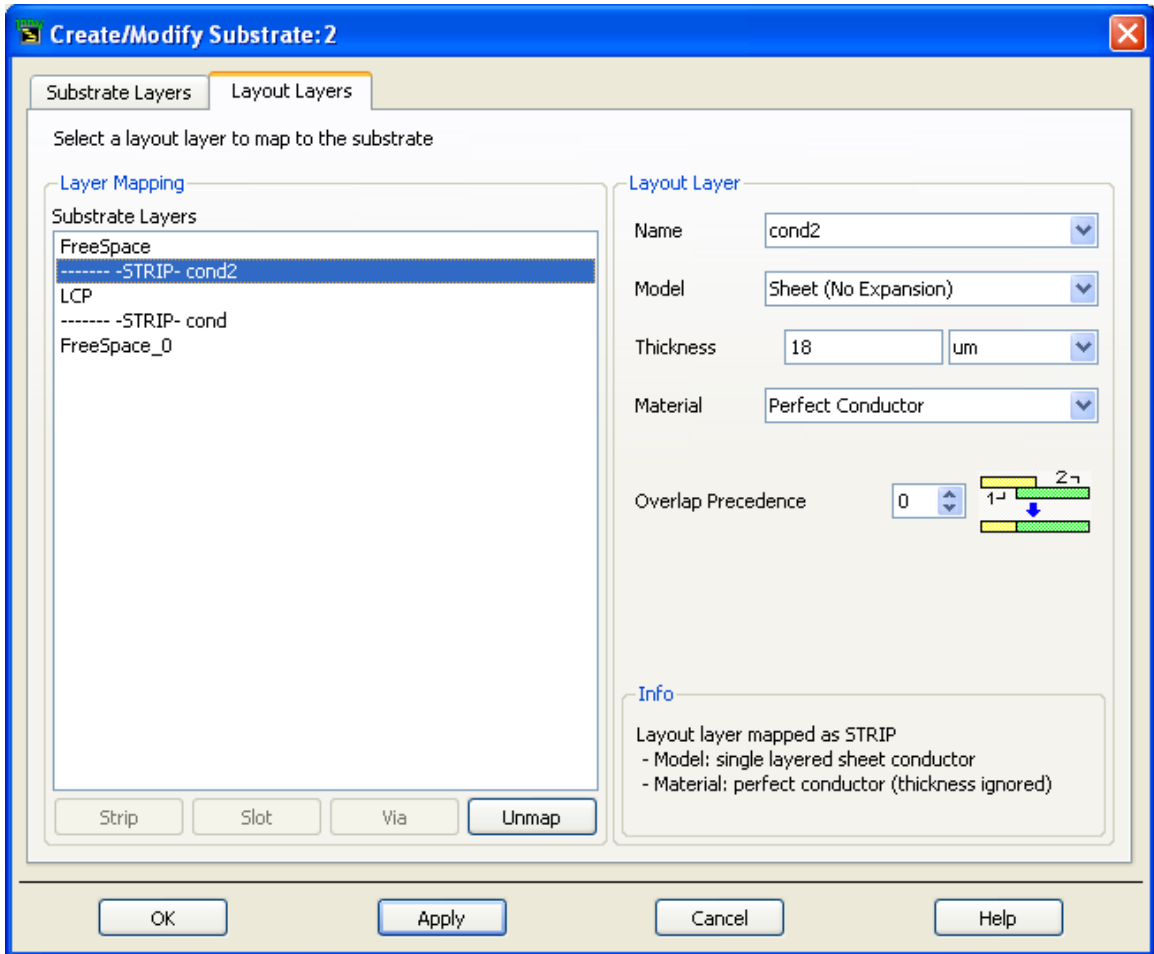 Create/Modify Substrate:2
Substrate Layers
Layout Layers
Select a layout layer to map to the substrate
Layer Mapping
Substrate Layers
FreeSpace
------- -STRIP- cond2
LCP
------- -STRIP- cond
FreeSpace_0
Strip
Slot
Via
Unmap
Layout Layer
Name
cond2
Model
Sheet (No Expansion)
Thickness
18
um
Material
Perfect Conductor
Overlap Precedence
0
2
1
Info
Layout layer mapped as STRIP
- Model: single layered sheet conductor
- Material: perfect conductor (thickness ignored)
OK
Apply
Cancel
Help